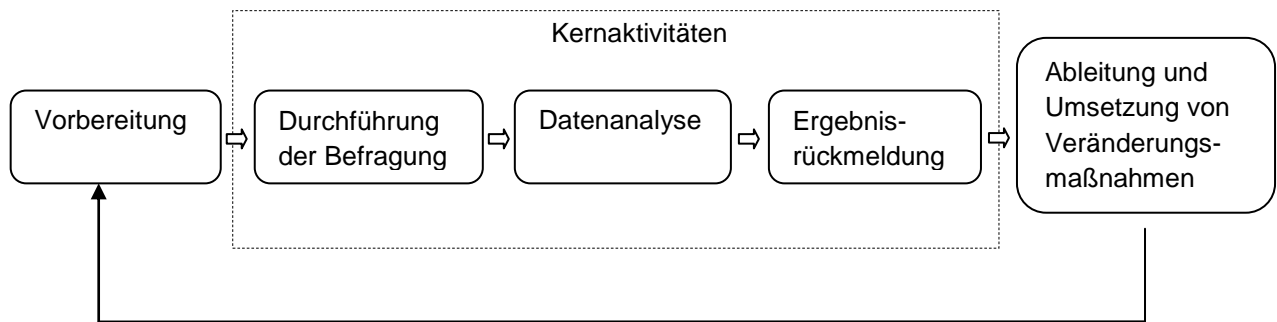 Kernaktivitäten
Vorbereitung
Durchführung
der Befragung
Datenanalyse
Ergebnis-
rückmeldung
Ableitung und
Umsetzung von
Veränderungs-
maßnahmen